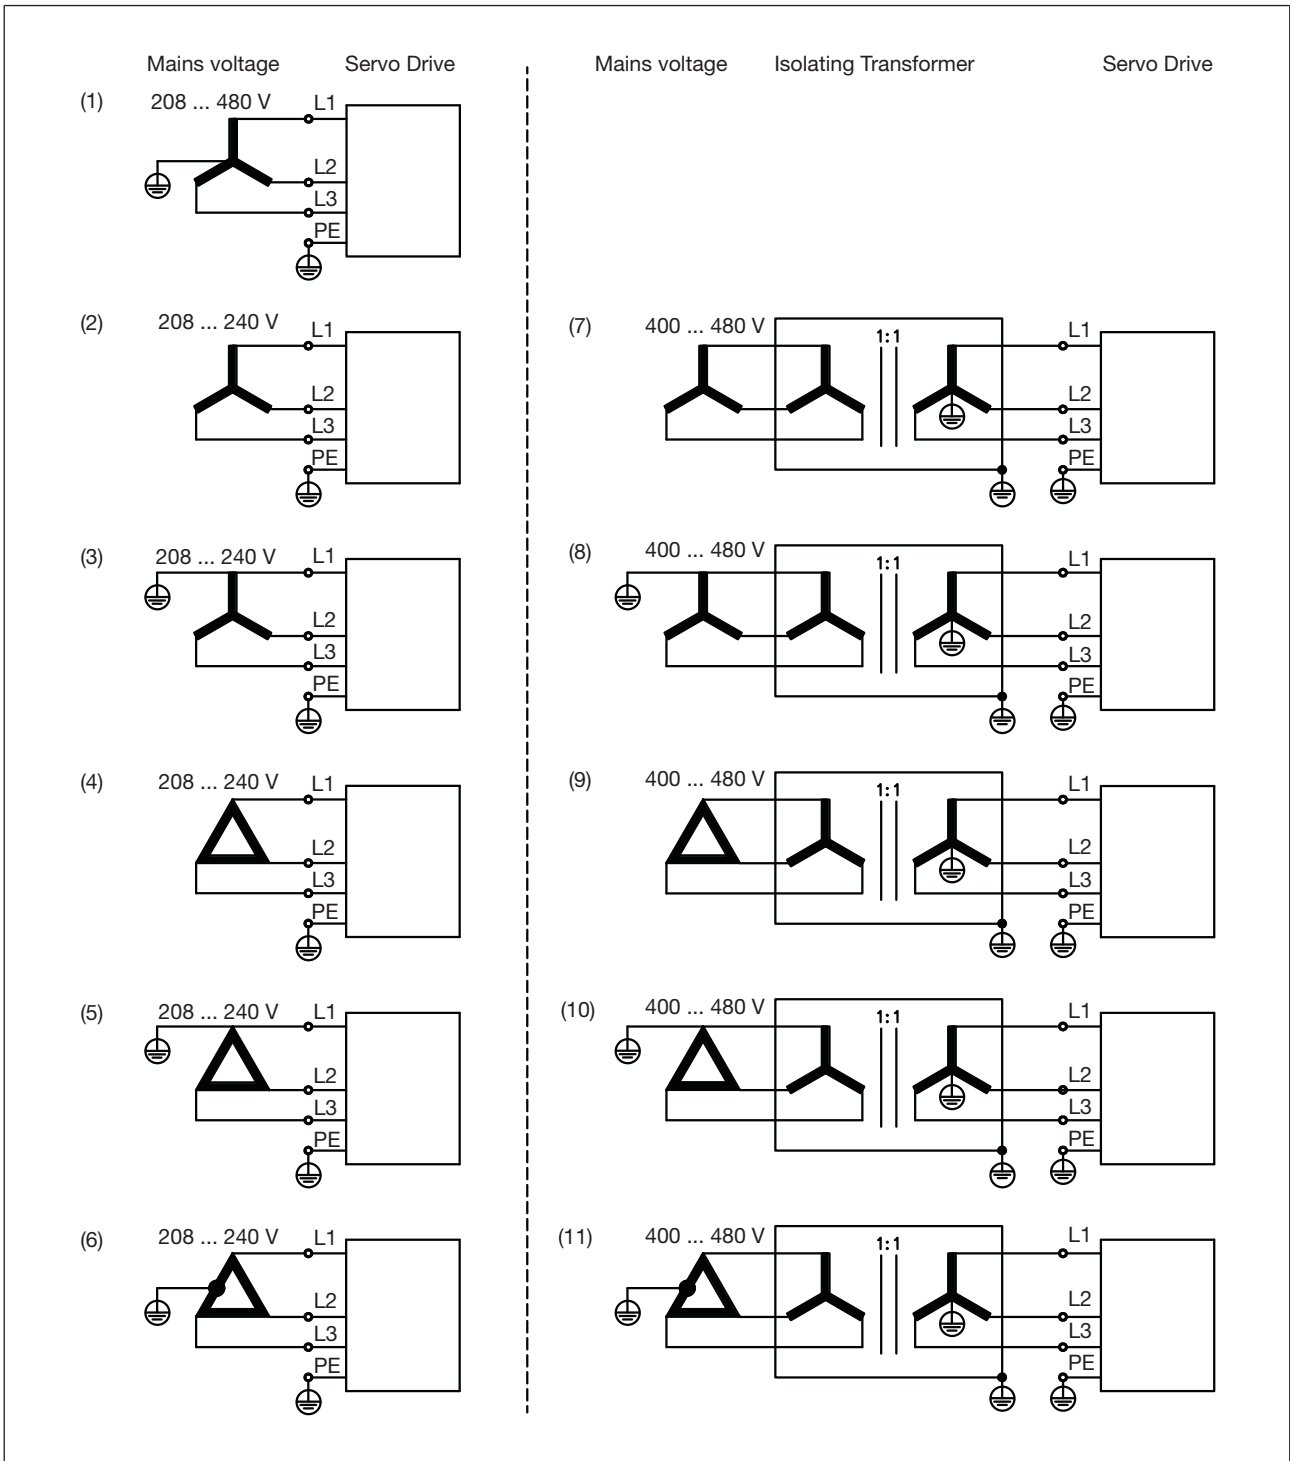 Mains voltage Servo Drive Mains voltage Isolating Transformer Servo Drive
(1) 208 ... 480 V L1
L2
L3
PE
(2) 208 ... 240 V L1
L2
L3
PE
(7) 400 ... 480 V 1:1 L1
L2
L3
PE
(3) 208 ... 240 V L1
L2
L3
PE
(8) 400 ... 480 V 1:1 L1
L2
L3
PE
(4) 208 ... 240 V L1
L2
L3
PE
(9) 400 ... 480 V 1:1 L1
L2
L3
PE
(5) 208 ... 240 V L1
L2
L3
PE
(10) 400 ... 480 V 1:1 L1
L2
L3
PE
(6) 208 ... 240 V L1
L2
L3
PE
(11) 400 ... 480 V 1:1 L1
L2
L3
PE